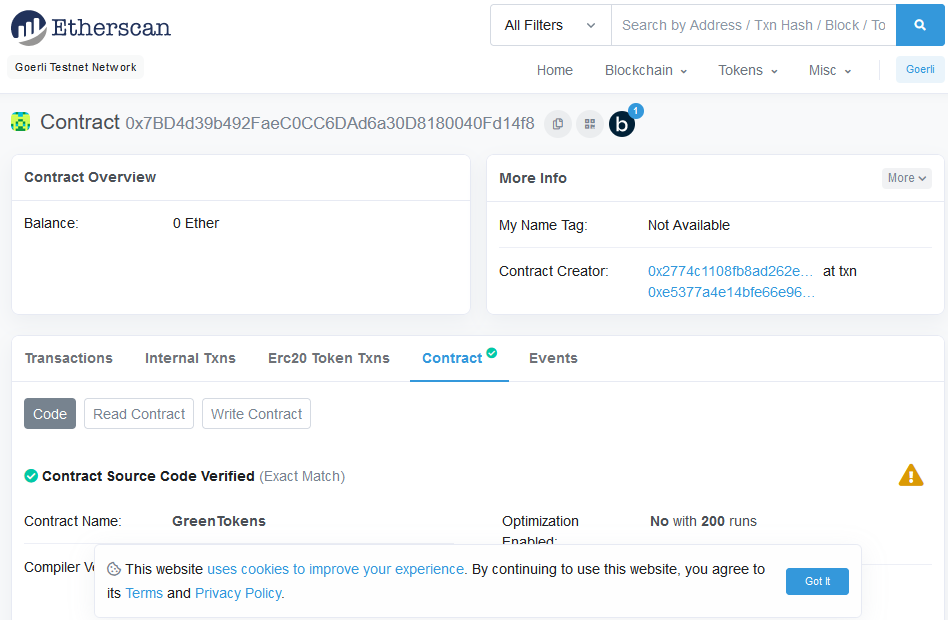 Etherscan
All Filters
Search by Address / Txn Hash / Block / To
Goerli Testnet Network
Home Blockchain Tokens Misc Goerli
Contract 0x7BD4d39b492FaeC0CC6DAd6a30D8180040Fd14f8
b 1
Contract Overview
Balance: 0 Ether
More Info More
My Name Tag: Not Available
Contract Creator: 0x2774c1108fb8ad262e... at txn
0xe5377a4e14bfe66e96...
Transactions Internal Txns Erc20 Token Txns Contract Events
Code Read Contract Write Contract
Contract Source Code Verified (Exact Match)
Contract Name: GreenTokens
Optimization Enabled: No with 200 runs
Compiler
This website uses cookies to improve your experience. By continuing to use this website, you agree to
its Terms and Privacy Policy.
Got It